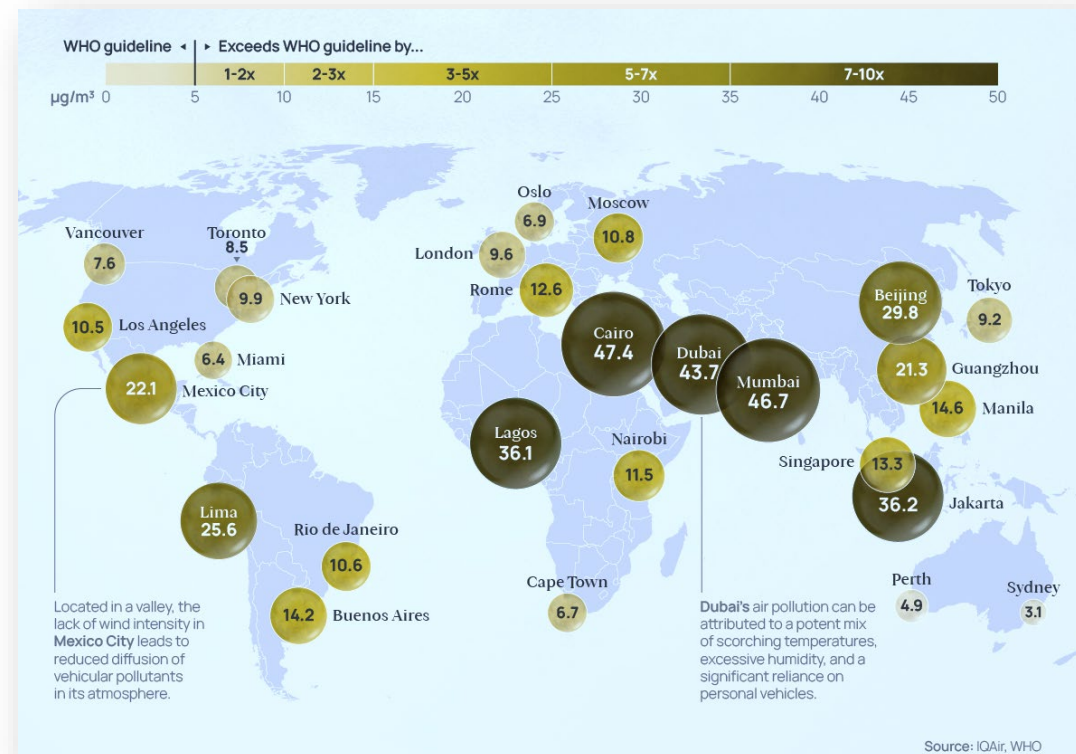 WHO guideline ◂ ▸ Exceeds WHO guideline by...
1-2x 2-3x 3-5x 5-7x 7-10x
µg/m³ 0 5 10 15 20 25 30 35 40 45 50
Oslo
6.9
Moscow
10.8
Vancouver
7.6
Toronto
8.5
London
9.6
9.9 New York
Rome
12.6
Beijing
29.8
Tokyo
9.2
10.5 Los Angeles
Cairo
47.4
6.4 Miami
Dubai
43.7
Mumbai
46.7
21.3 Guangzhou
22.1 Mexico City
14.6 Manila
Lagos
36.1
Nairobi
11.5
Singapore 13.3
36.2 Jakarta
Lima
25.6
Rio de Janeiro
10.6
14.2 Buenos Aires
Cape Town
6.7
Perth
4.9
Sydney
3.1
Located in a valley, the
lack of wind intensity in
Mexico City leads to
reduced diffusion of
vehicular pollutants
in its atmosphere.
Dubai's air pollution can be
attributed to a potent mix
of scorching temperatures,
excessive humidity, and a
significant reliance on
personal vehicles.
Source: IQAir, WHO